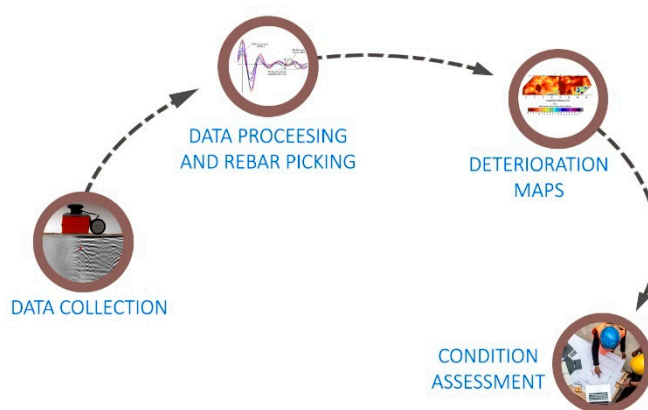 DATA PROCEESING
AND REBAR PICKING
DETERIORATION
MAPS
DATA COLLECTION
CONDITION
ASSESSMENT